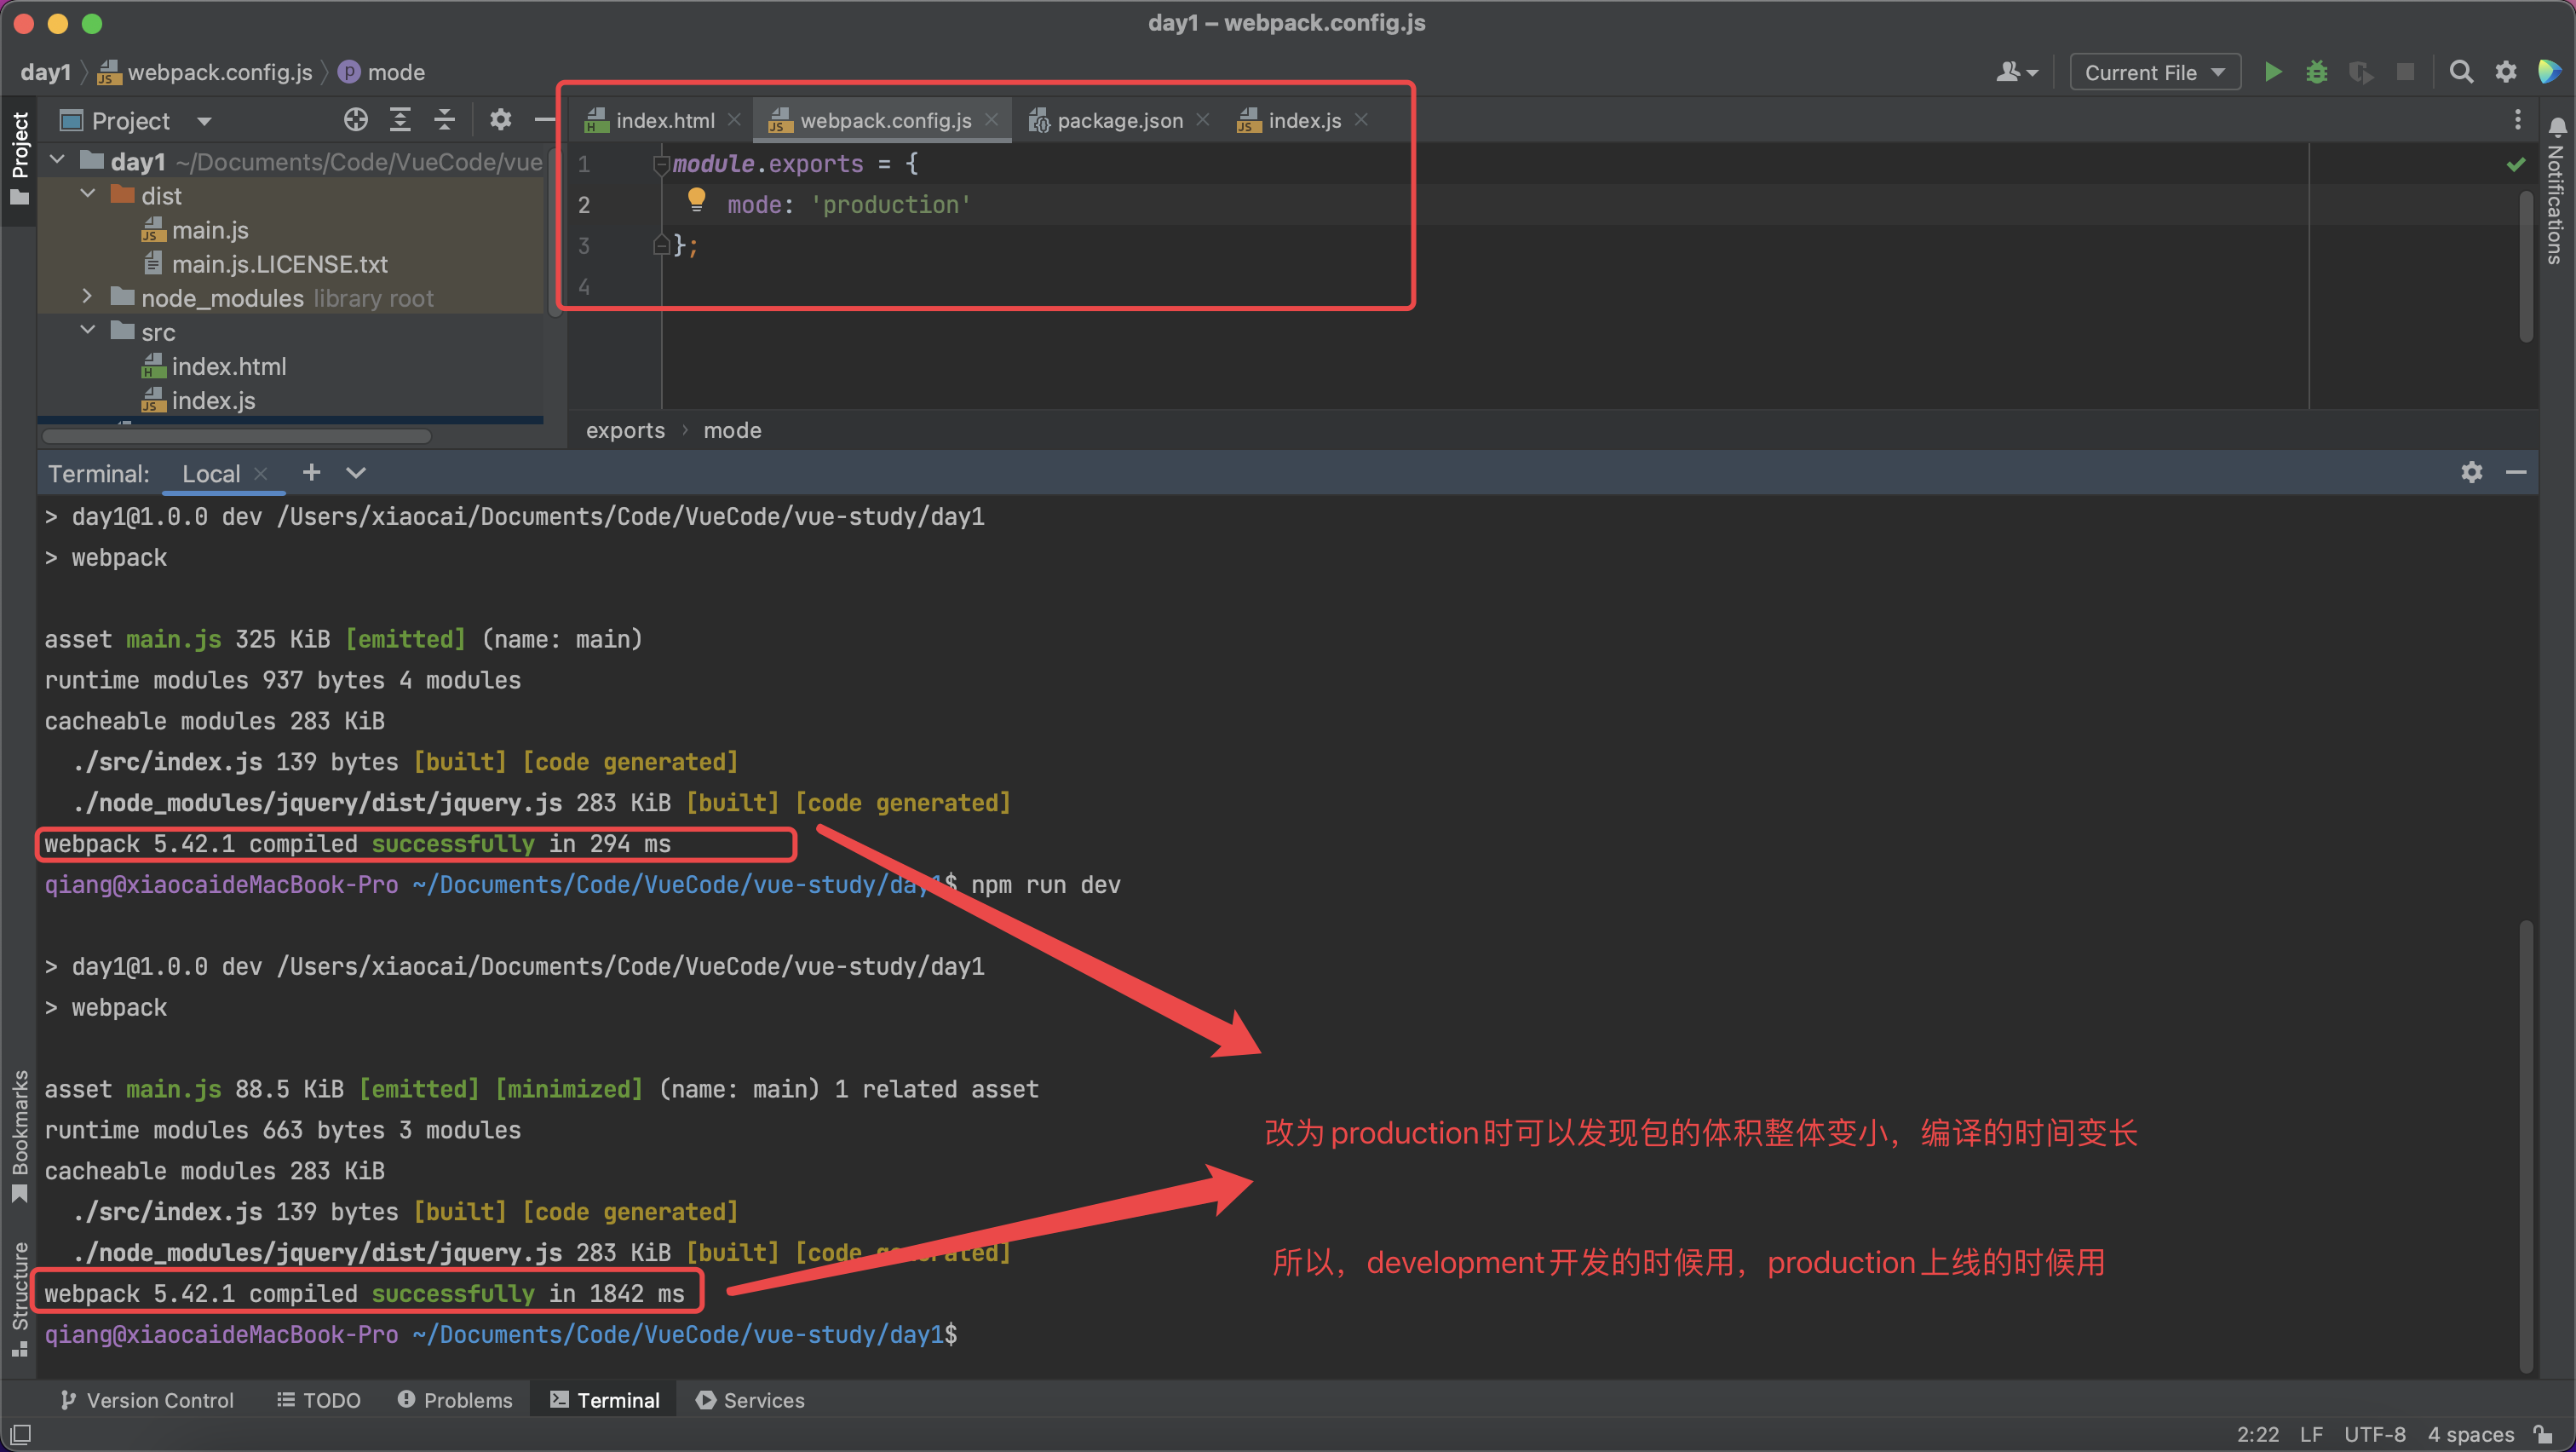 day1 – webpack.config.js
day1 webpack.config.js mode
Current File
Project
index.html webpack.config.js package.json index.js
Project
day1 ~/Documents/Code/VueCode/vue
dist
main.js
main.js.LICENSE.txt
node_modules library root
src
index.html
index.js
1 module.exports = {
2 mode: 'production'
3 };
4
exports mode
Notifications
Terminal: Local
> day1@1.0.0 dev /Users/xiaocai/Documents/Code/VueCode/vue-study/day1
> webpack
asset main.js 325 KiB [emitted] (name: main)
runtime modules 937 bytes 4 modules
cacheable modules 283 KiB
./src/index.js 139 bytes [built] [code generated]
./node_modules/jquery/dist/jquery.js 283 KiB [built] [code generated]
webpack 5.42.1 compiled successfully in 294 ms
qiang@xiaocaideMacBook-Pro ~/Documents/Code/VueCode/vue-study/day1$ npm run dev
> day1@1.0.0 dev /Users/xiaocai/Documents/Code/VueCode/vue-study/day1
> webpack
asset main.js 88.5 KiB [emitted] [minimized] (name: main) 1 related asset
runtime modules 663 bytes 3 modules
cacheable modules 283 KiB
./src/index.js 139 bytes [built] [code generated]
./node_modules/jquery/dist/jquery.js 283 KiB [built] [code generated]
webpack 5.42.1 compiled successfully in 1842 ms
qiang@xiaocaideMacBook-Pro ~/Documents/Code/VueCode/vue-study/day1$
改为production时可以发现包的体积整体变小，编译的时间变长
所以，development开发的时候用，production上线的时候用
Bookmarks
Structure
Version Control TODO Problems Terminal Services
2:22 LF UTF-8 4 spaces